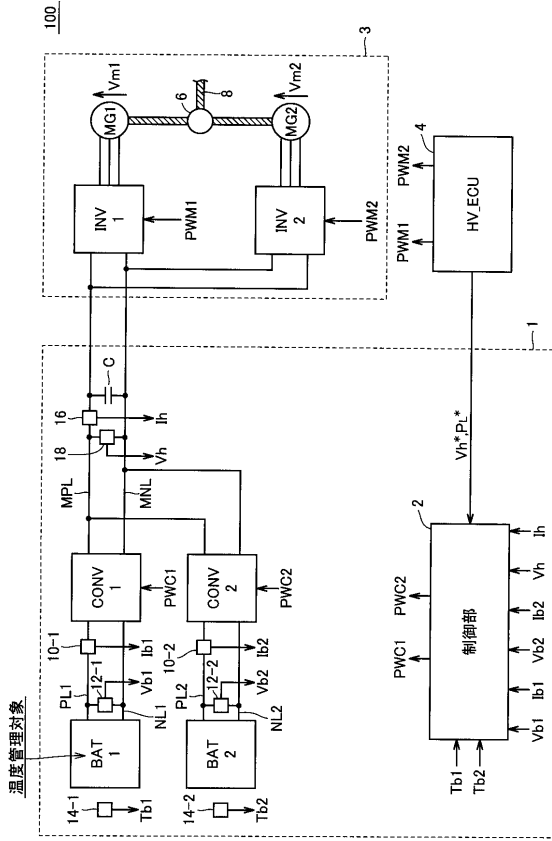 100
温度管理対象
BAT
1
14-1
Tb1
PL1
12-1
NL1
10-1
Vb1
Ib1
CONV
1
PWC1
BAT
2
14-2
Tb2
PL2
12-2
NL2
10-2
Vb2
Ib2
CONV
2
PWC2
MPL
MNL
18
16
C
Vh
Ih
1
INV
1
PWM1
INV
2
PWM2
MG1
MG2
Vm1
Vm2
6
8
3
HV_ECU
4
PWM1
PWM2
Vh*,PL*
制御部
2
PWC1
PWC2
Tb1
Tb2
Vb1
Ib1
Vb2
Ib2
Vh
Ih